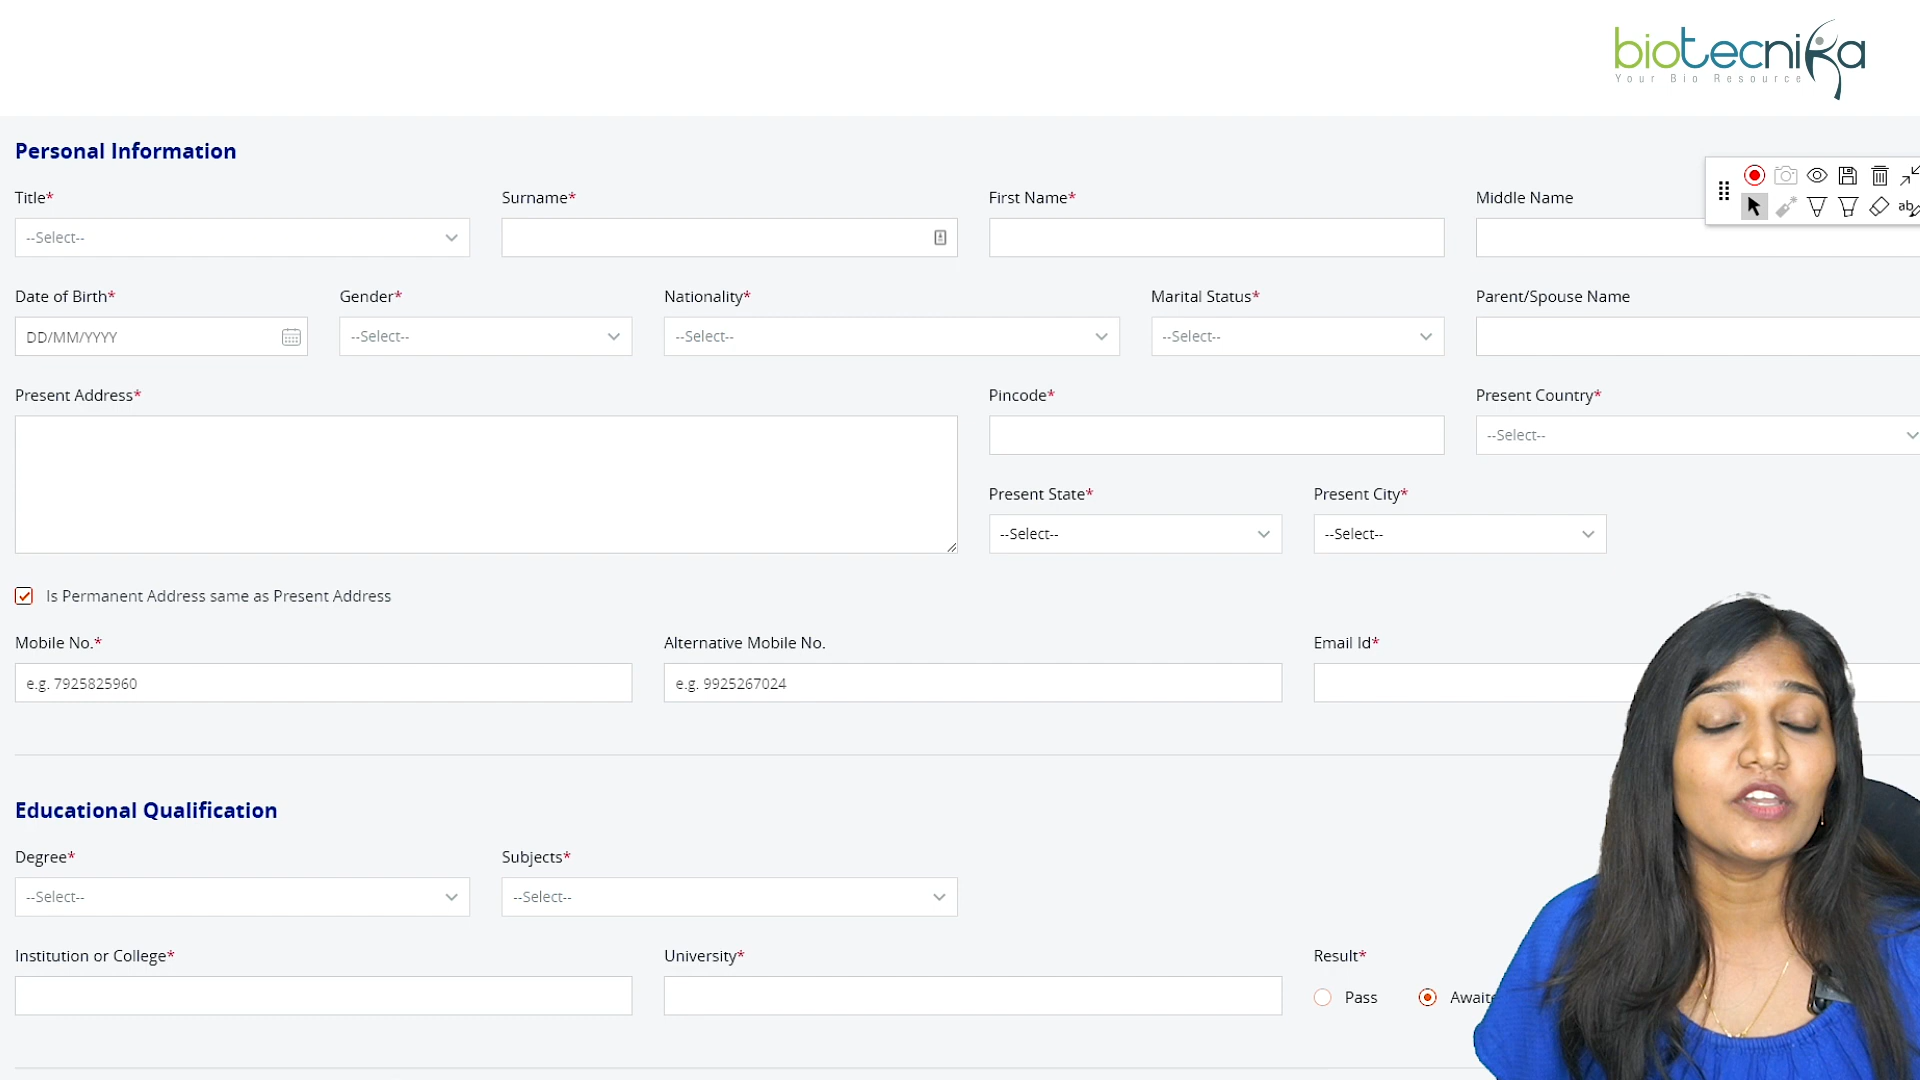 biotecnika
Your Bio Resource
Personal Information
Title* Surname* First Name* Middle Name
--Select--
ab
Date of Birth* Gender* Nationality* Marital Status* Parent/Spouse Name
DD/MM/YYYY --Select-- --Select-- --Select--
Present Address* Pincode* Present Country*
--Select--
Present State* Present City*
--Select-- --Select--
Is Permanent Address same as Present Address
Mobile No.* Alternative Mobile No. Email Id*
e.g. 7925825960 e.g. 9925267024
Educational Qualification
Degree* Subjects*
--Select-- --Select--
Institution or College* University* Result*
Pass Awaite